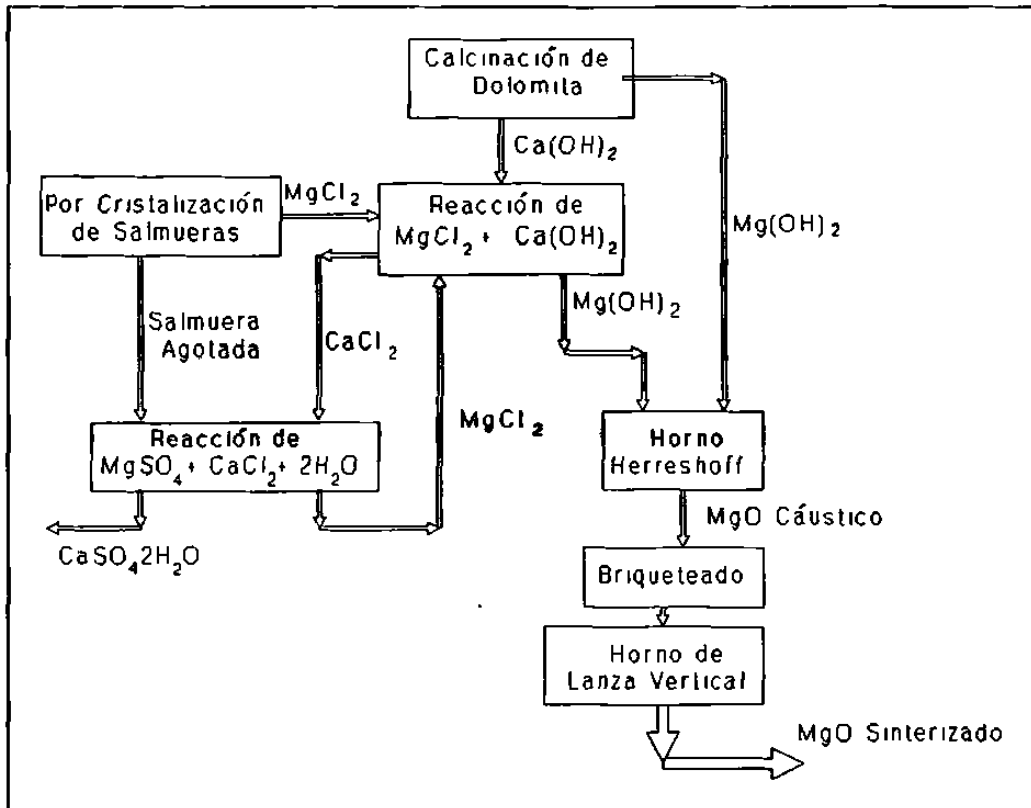 Calcinación de
Dolomita
Ca(OH)2
MgCl2
Por Cristalización
de Salmueras
Reacción de
MgCl2 + Ca(OH)2
Mg(OH)2
Mg(OH)2
Salmuera
Agotada
CaCl2
MgCl2
Reacción de
MgSO4 + CaCl2 + 2H2O
Horno
Herreshoff
MgO Cáustico
CaSO42H2O
Briqueteado
Horno de
Lanza Vertical
MgO Sinterizado